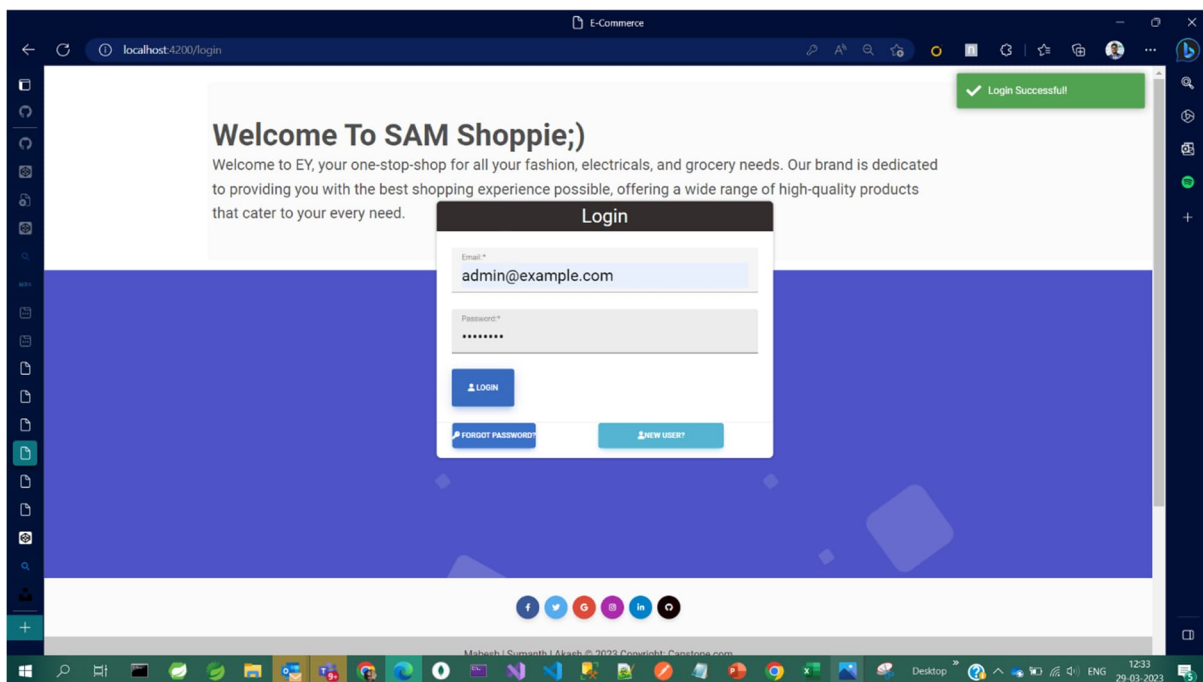 E-Commerce
localhost:4200/login
Login Successful!
Welcome To SAM Shoppie;)
Welcome to EY, your one-stop-shop for all your fashion, electricals, and grocery needs. Our brand is dedicated
to providing you with the best shopping experience possible, offering a wide range of high-quality products
that cater to your every need.
Login
Email:*
admin@example.com
Password:*
LOGIN
FORGOT PASSWORD?
NEW USER?
Mahesh | Sumanth | Akash © 2023 Copyright: Capstone.com
Desktop
ENG
12:33
29-03-2023